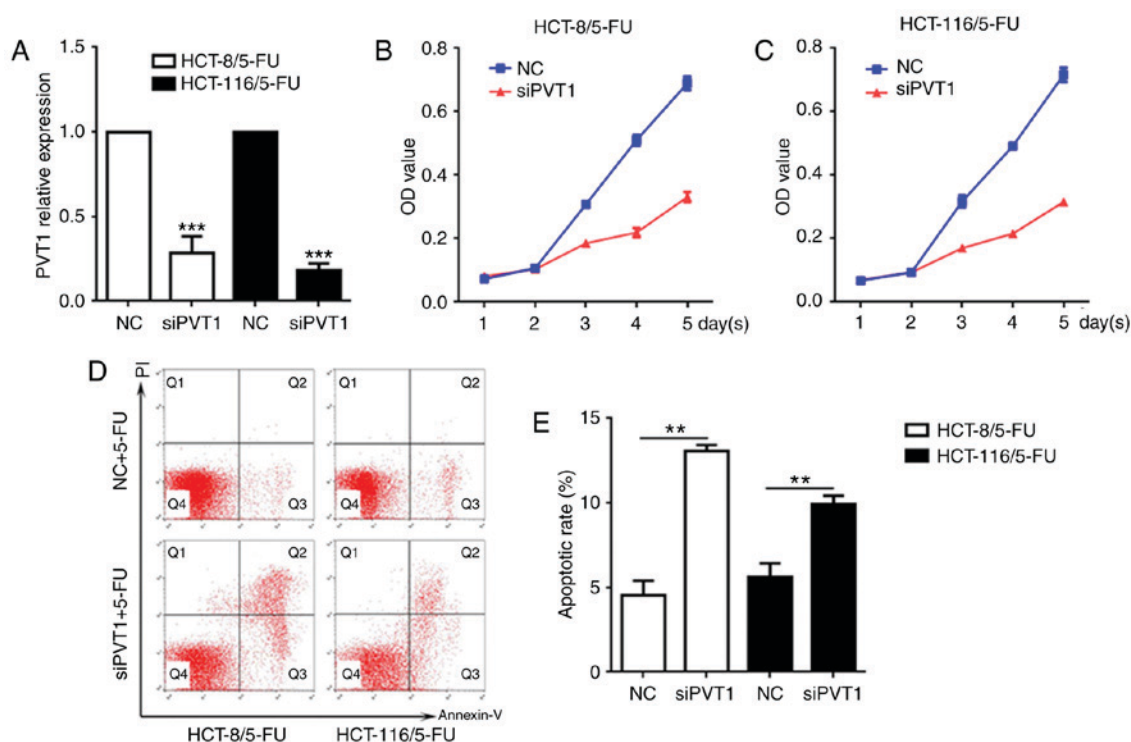 A
PVT1 relative expression
1.5
1.0
0.5
0.0
HCT-8/5-FU
HCT-116/5-FU
***
***
NC
siPVT1
NC
siPVT1
B
HCT-8/5-FU
OD value
0.8
0.6
0.4
0.2
0.0
NC
siPVT1
1 2 3 4 5 day(s)
C
HCT-116/5-FU
OD value
0.8
0.6
0.4
0.2
0.0
NC
siPVT1
1 2 3 4 5 day(s)
D
PI
NC+5-FU
siPVT1+5-FU
Q1 Q2
Q4 Q3
Q1 Q2
Q4 Q3
Q1 Q2
Q4 Q3
Q1 Q2
Q4 Q3
Annexin-V
HCT-8/5-FU
HCT-116/5-FU
E
Apoptotic rate (%)
15
10
5
0
**
**
HCT-8/5-FU
HCT-116/5-FU
NC
siPVT1
NC
siPVT1